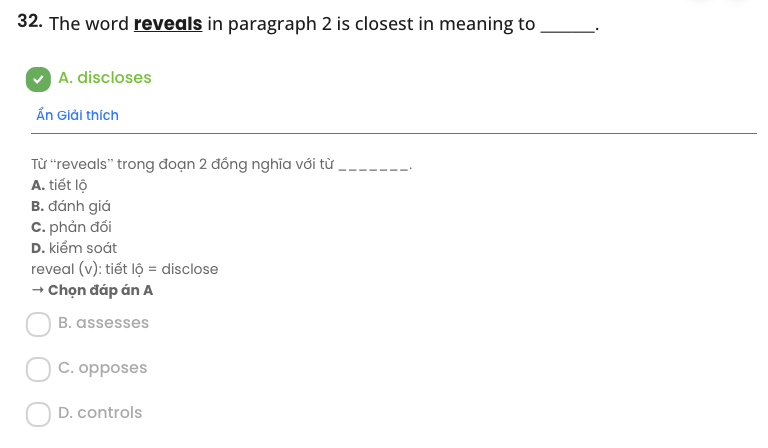 32. The word reveals in paragraph 2 is closest in meaning to ______.
A. discloses
Ẩn Giải thích
Từ “reveals” trong đoạn 2 đồng nghĩa với từ _______.
A. tiết lộ
B. đánh giá
C. phản đối
D. kiểm soát
reveal (v): tiết lộ = disclose
→ Chọn đáp án A
B. assesses
C. opposes
D. controls